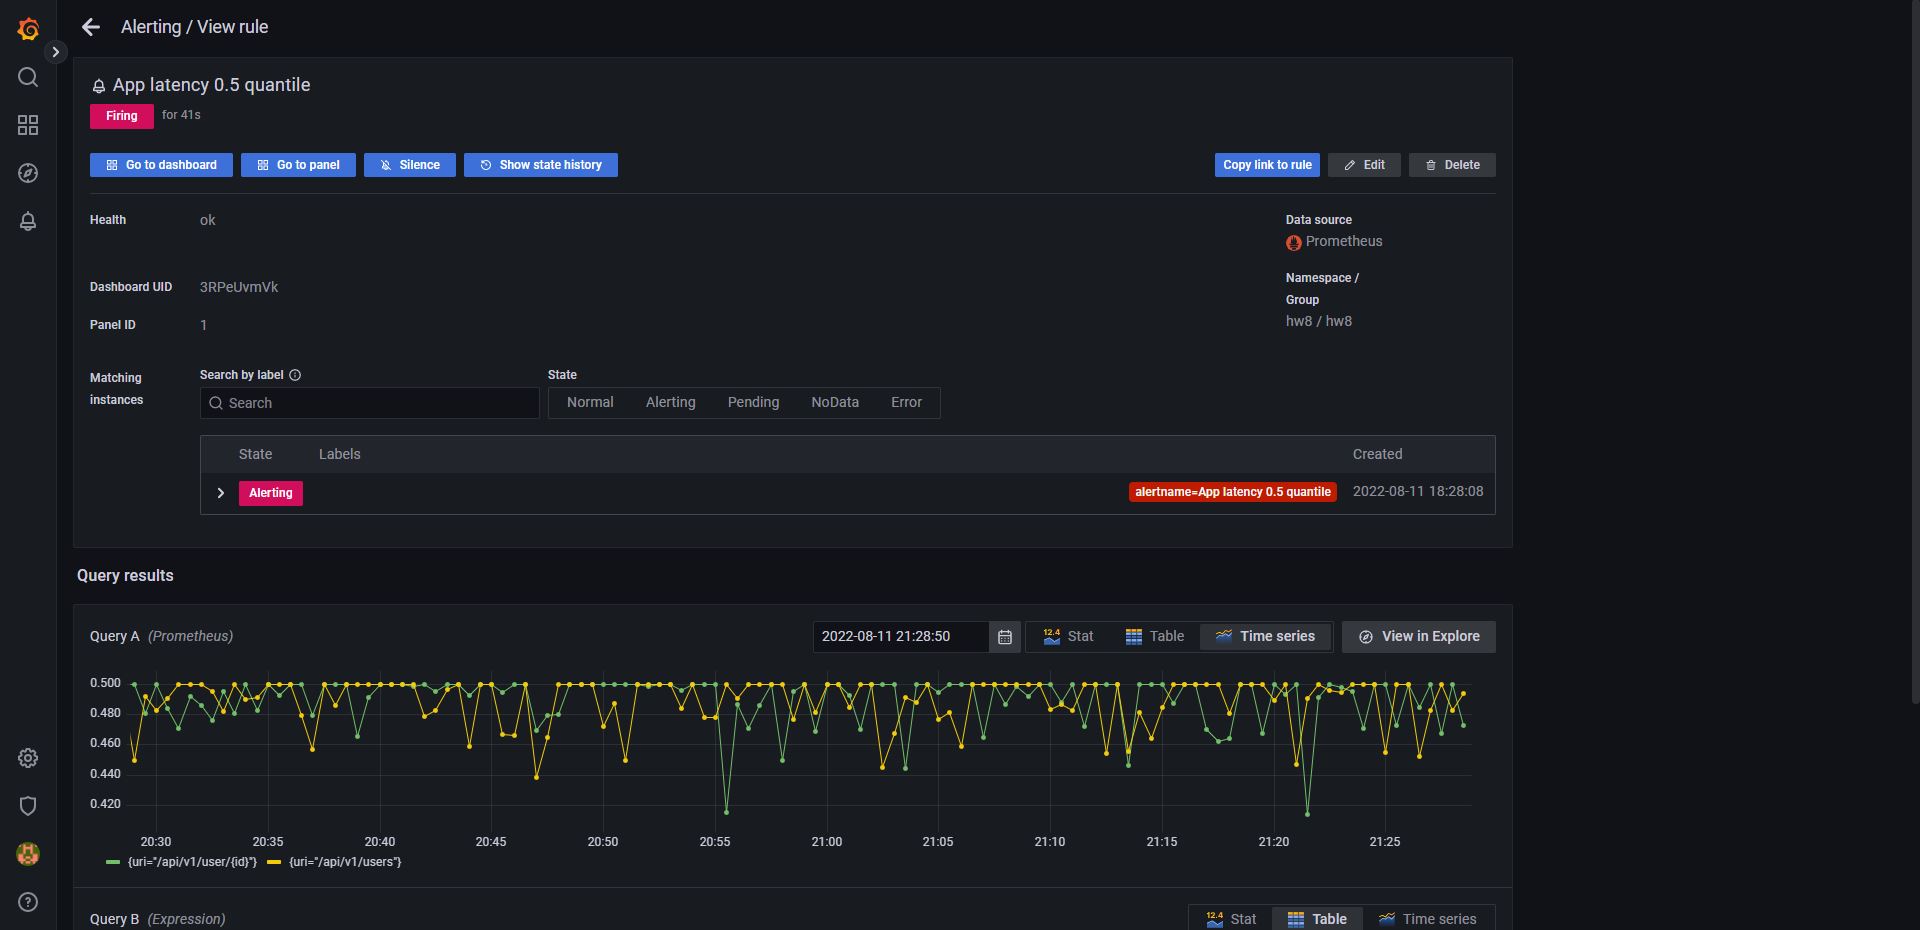 Alerting / View rule
App latency 0.5 quantile
Firing for 41s
Go to dashboard Go to panel Silence Show state history Copy link to rule Edit Delete
Health ok
Data source
Prometheus
Namespace /
Group
hw8 / hw8
Dashboard UID 3RPeUvmVk
Panel ID 1
Matching
instances
Search by label
State
Search
Normal Alerting Pending NoData Error
State Labels Created
Alerting alertname=App latency 0.5 quantile 2022-08-11 18:28:08
Query results
Query A (Prometheus) 2022-08-11 21:28:50 12.4 Stat Table Time series View in Explore
0.500
0.480
0.460
0.440
0.420
20:30 20:35 20:40 20:45 20:50 20:55 21:00 21:05 21:10 21:15 21:20 21:25
{uri="/api/v1/user/{id}"} {uri="/api/v1/users"}
Query B (Expression) 12.4 Stat Table Time series